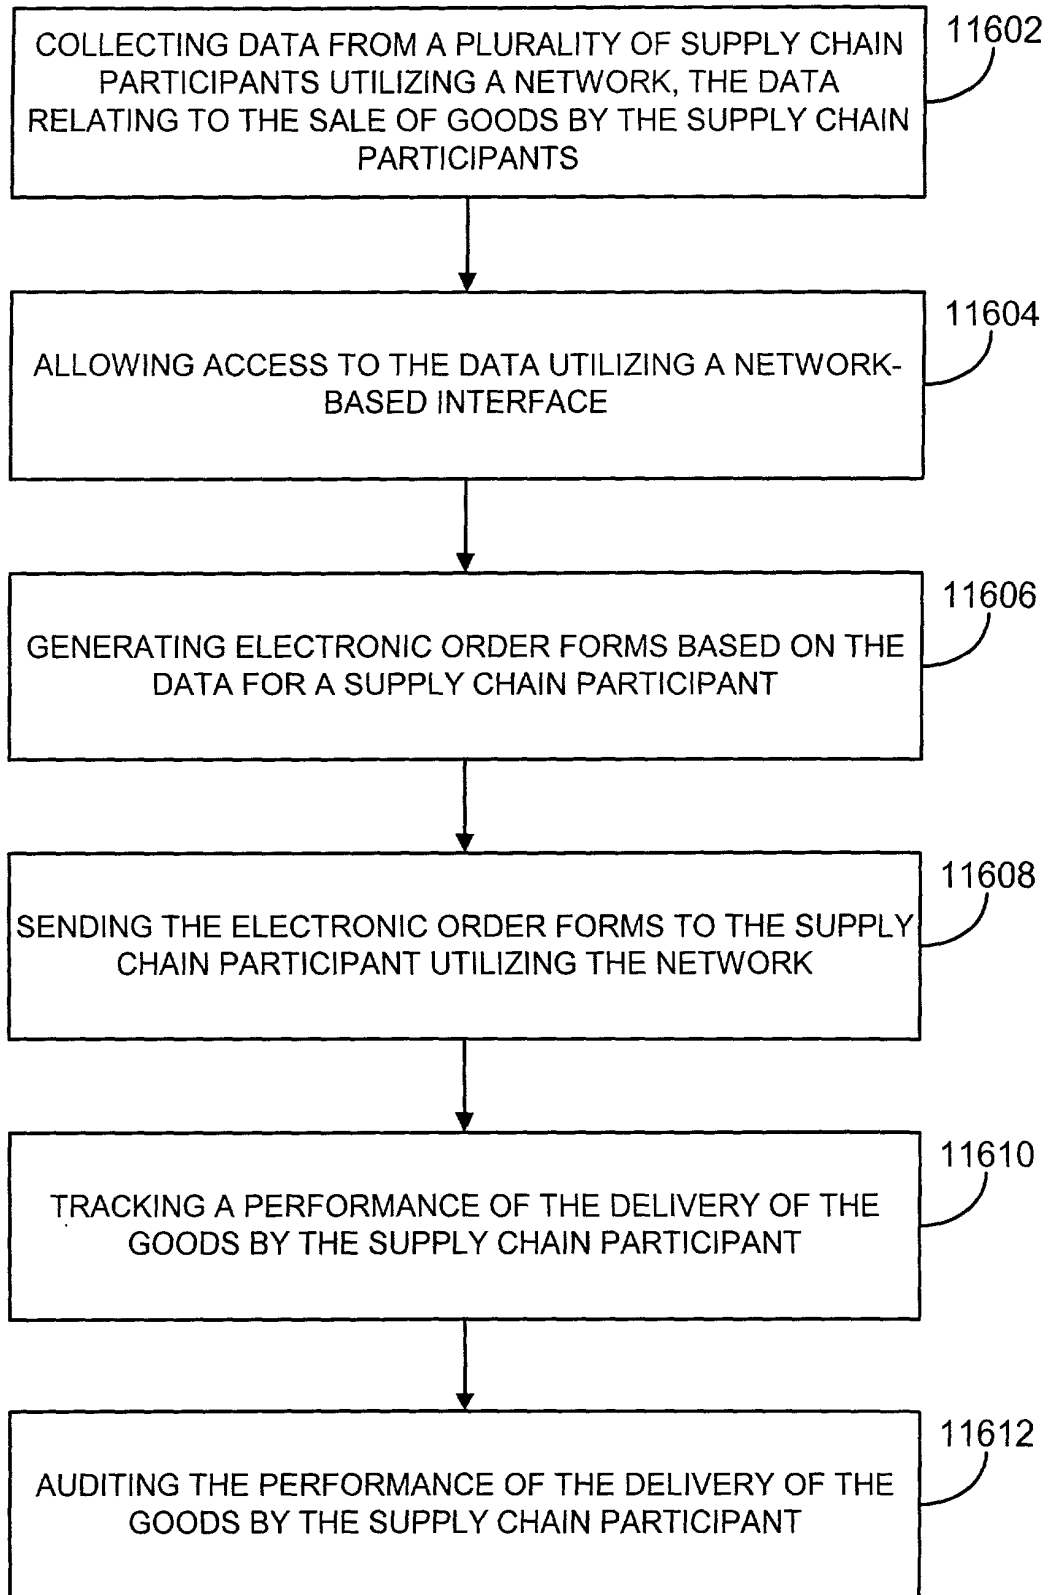 COLLECTING DATA FROM A PLURALITY OF SUPPLY CHAIN
PARTICIPANTS UTILIZING A NETWORK, THE DATA
RELATING TO THE SALE OF GOODS BY THE SUPPLY CHAIN
PARTICIPANTS
11602
ALLOWING ACCESS TO THE DATA UTILIZING A NETWORK-
BASED INTERFACE
11604
GENERATING ELECTRONIC ORDER FORMS BASED ON THE
DATA FOR A SUPPLY CHAIN PARTICIPANT
11606
SENDING THE ELECTRONIC ORDER FORMS TO THE SUPPLY
CHAIN PARTICIPANT UTILIZING THE NETWORK
11608
TRACKING A PERFORMANCE OF THE DELIVERY OF THE
GOODS BY THE SUPPLY CHAIN PARTICIPANT
11610
AUDITING THE PERFORMANCE OF THE DELIVERY OF THE
GOODS BY THE SUPPLY CHAIN PARTICIPANT
11612